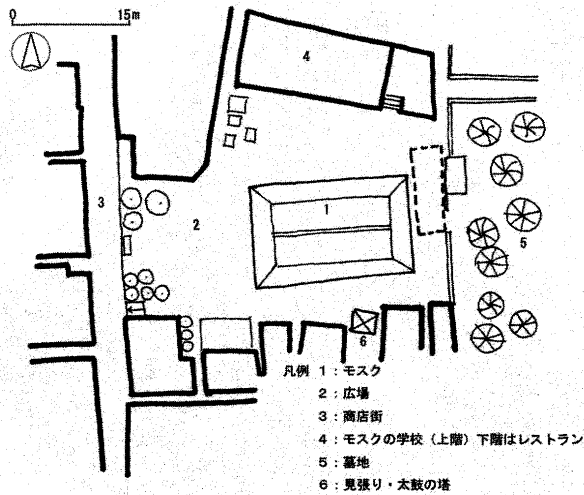 0 15m
4
3
2
1
5
6
凡例 1：モスク
2：広場
3：商店街
4：モスクの学校（上階）下階はレストラン
5：墓地
6：見張り・太鼓の塔